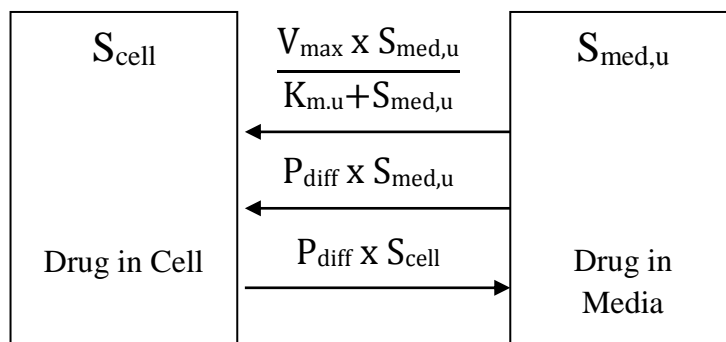 S_cell
V_max x S_med,u
K_m.u+S_med,u
P_diff x S_med,u
P_diff x S_cell
Drug in Cell
S_med,u
Drug in
Media